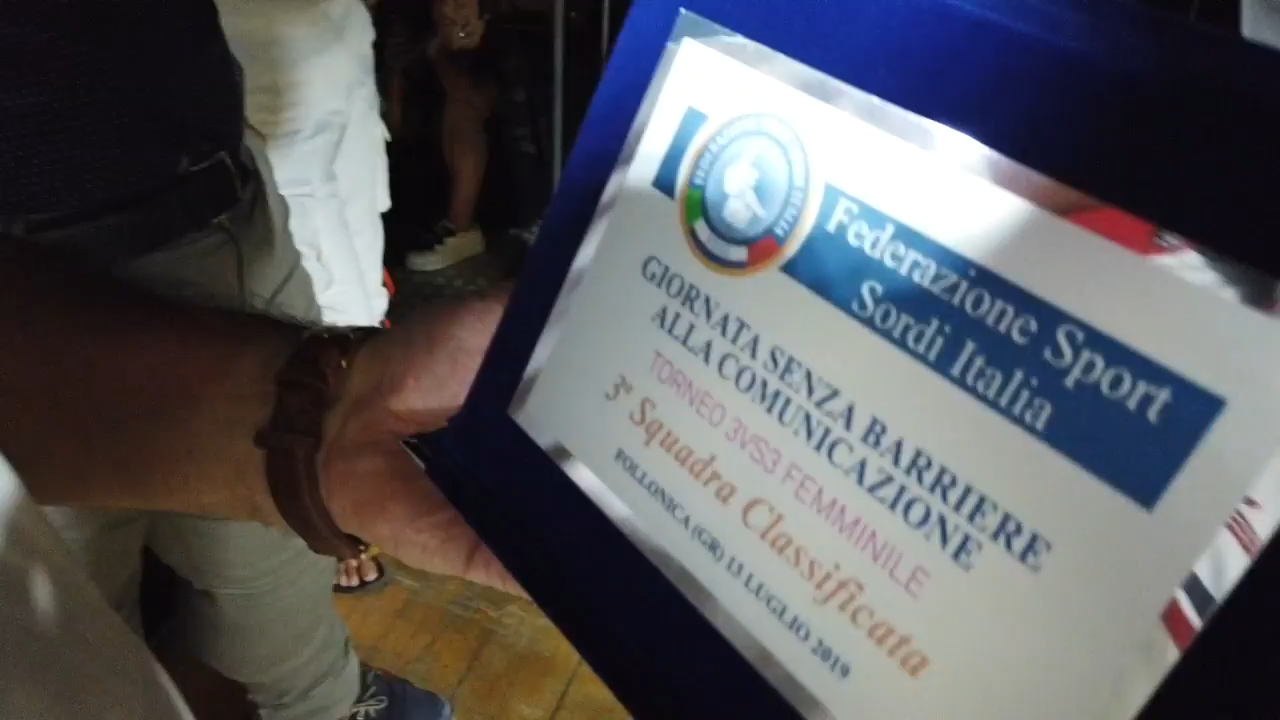 Federazione Sport
Sordi Italia
GIORNATA SENZA BARRIERE
ALLA COMUNICAZIONE
TORNEO 3VS3 FEMMINILE
3° Squadra Classificata
FOLLONICA (GR) 13 LUGLIO 2019